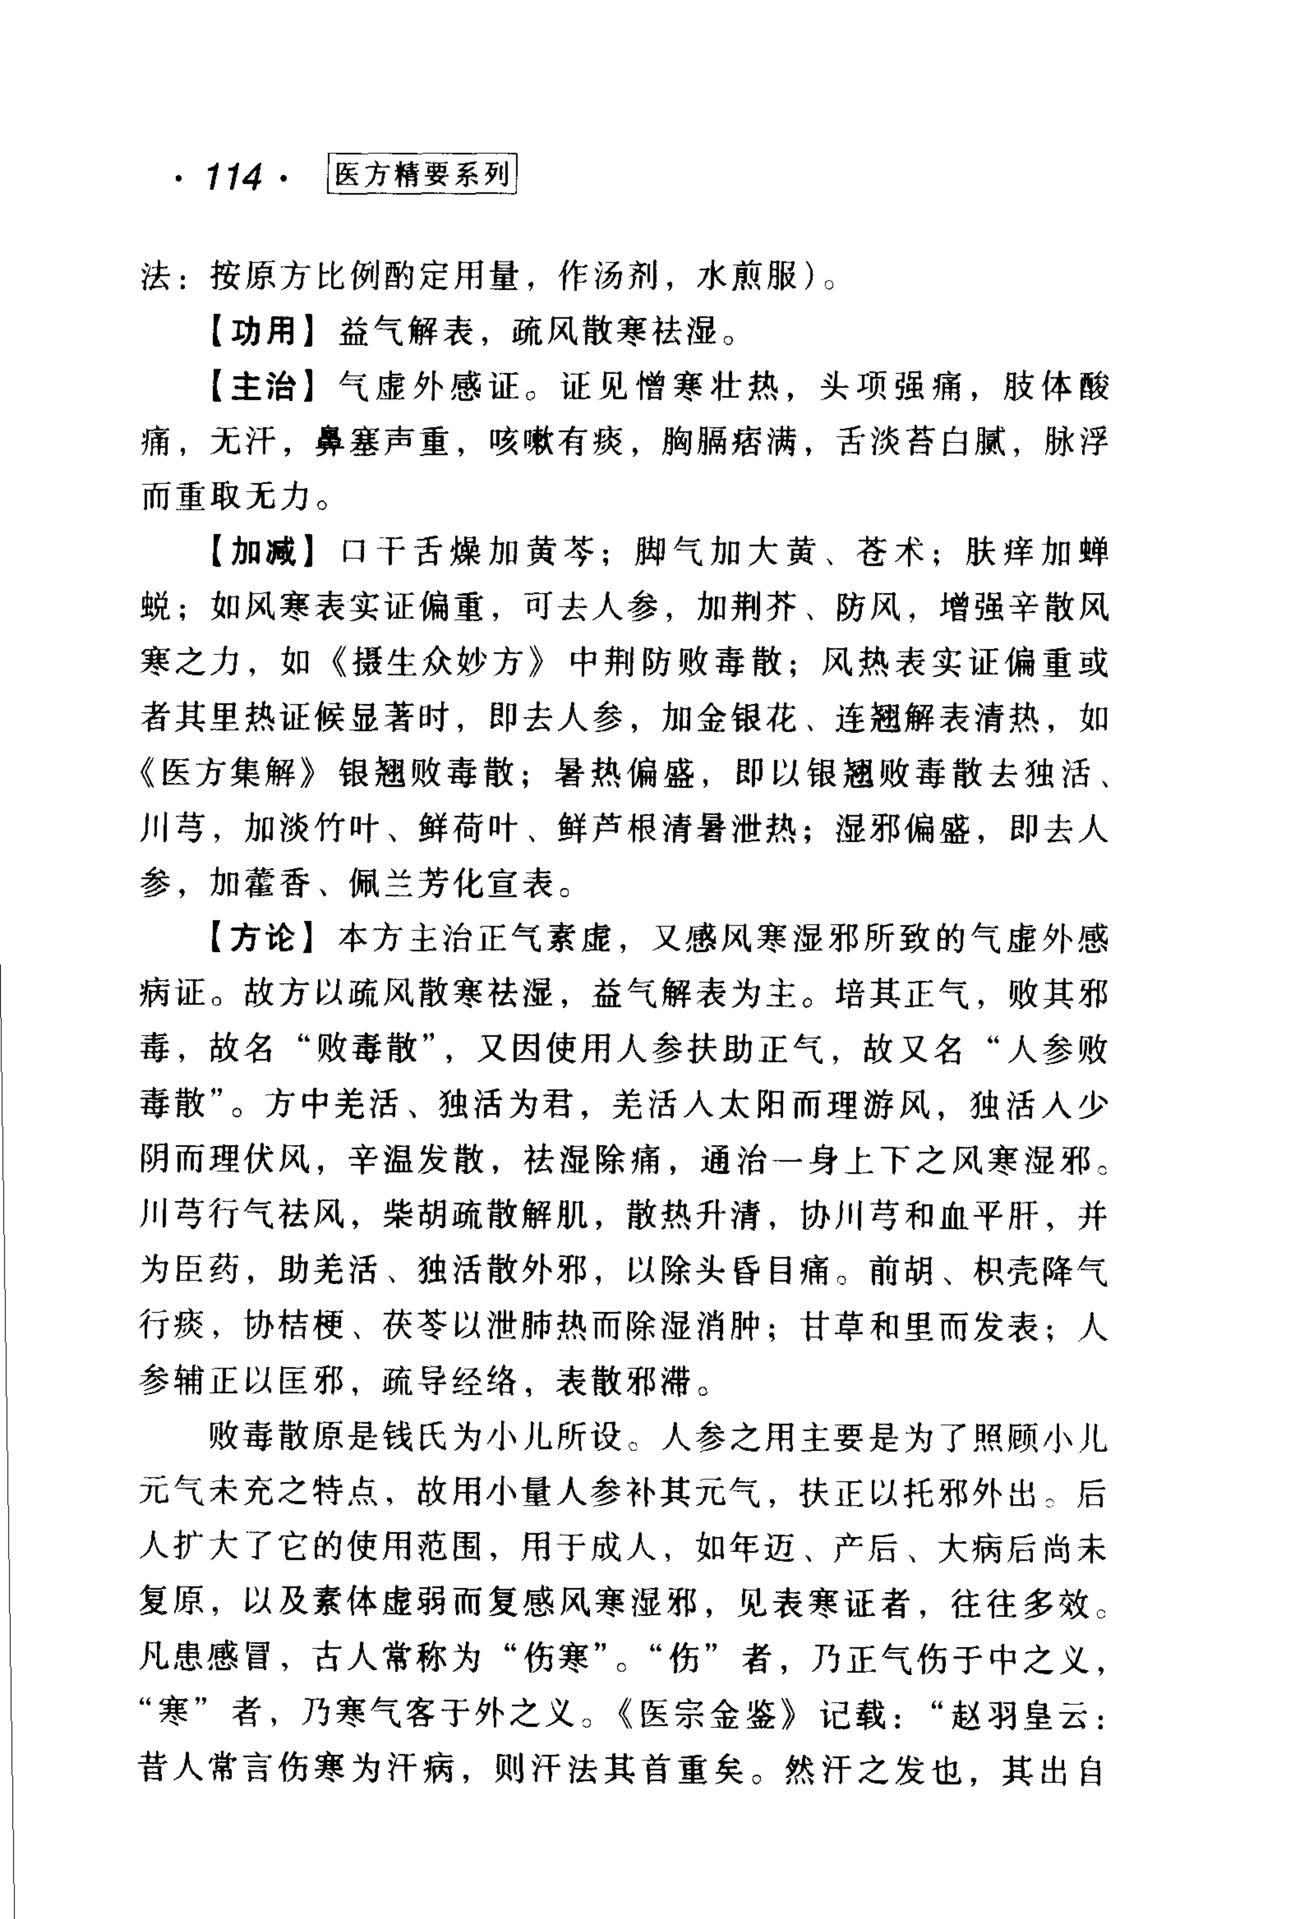 · 114 · 医方精要系列
法：按原方比例酌定用量，作汤剂，水煎服）。
【功用】益气解表，疏风散寒祛湿。
【主治】气虚外感证。证见憎寒壮热，头项强痛，肢体酸
痛，无汗，鼻塞声重，咳嗽有痰，胸膈痞满，舌淡苔白腻，脉浮
而重取无力。
【加减】口干舌燥加黄芩；脚气加大黄、苍术；肤痒加蝉
蜕；如风寒表实证偏重，可去人参，加荆芥、防风，增强辛散风
寒之力，如《摄生众妙方》中荆防败毒散；风热表实证偏重或
者其里热证候显著时，即去人参，加金银花、连翘解表清热，如
《医方集解》银翘败毒散；暑热偏盛，即以银翘败毒散去独活、
川芎，加淡竹叶、鲜荷叶、鲜芦根清暑泄热；湿邪偏盛，即去人
参，加藿香、佩兰芳化宣表。
【方论】本方主治正气素虚，又感风寒湿邪所致的气虚外感
病证。故方以疏风散寒祛湿，益气解表为主。培其正气，败其邪
毒，故名“败毒散”，又因使用人参扶助正气，故又名“人参败
毒散”。方中羌活、独活为君，羌活入太阳而理游风，独活入少
阴而理伏风，辛温发散，祛湿除痛，通治一身上下之风寒湿邪。
川芎行气祛风，柴胡疏散解肌，散热升清，协川芎和血平肝，并
为臣药，助羌活、独活散外邪，以除头昏目痛。前胡、枳壳降气
行痰，协桔梗、茯苓以泄肺热而除湿消肿；甘草和里而发表；人
参辅正以匡邪，疏导经络，表散邪滞。
败毒散原是钱氏为小儿所设。人参之用主要是为了照顾小儿
元气未充之特点，故用小量人参补其元气，扶正以托邪外出。后
人扩大了它的使用范围，用于成人，如年迈、产后、大病后尚未
复原，以及素体虚弱而复感风寒湿邪，见表寒证者，往往多效。
凡患感冒，古人常称为“伤寒”。“伤”者，乃正气伤于中之义，
“寒”者，乃寒气客于外之义。《医宗金鉴》记载：“赵羽皇云：
昔人常言伤寒为汗病，则汗法其首重矣。然汗之发也，其出自